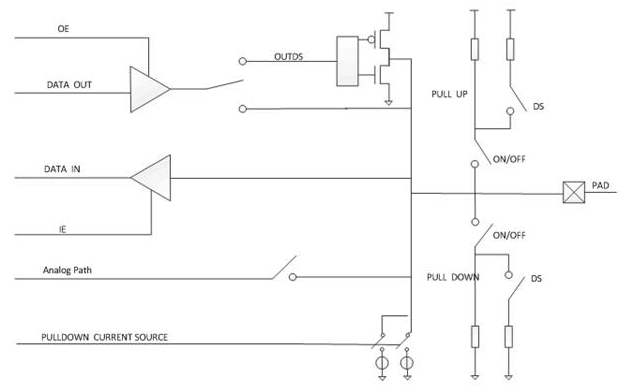 OE
OUTDS
DATA OUT
PULL UP
DS
ON/OFF
DATA IN
PAD
IE
ON/OFF
Analog Path
PULL DOWN
DS
PULLDOWN CURRENT SOURCE